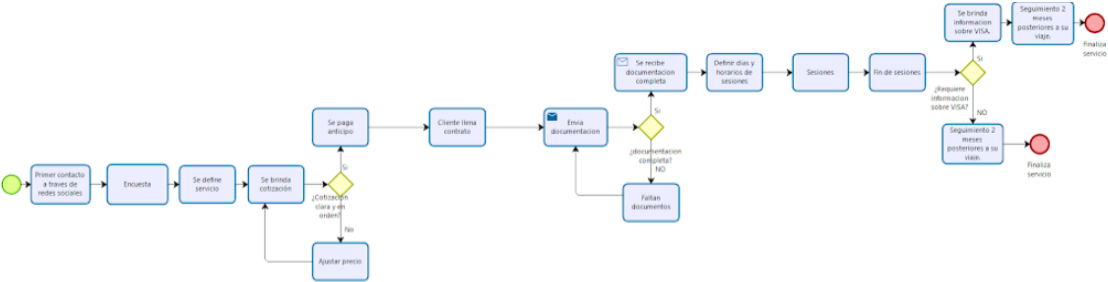 Primer contacto
a traves de
redes sociales
Encuesta
Se define
servicio
Se brinda
cotización
¿Cotización
clara y en
orden?
Si
No
Ajustar precio
Se paga
anticipo
Cliente llena
contrato
Envia
documentacion
¿documentacion
completa?
Si
NO
Faltan
documentos
Se recibe
documentacion
completa
Definir dias y
horarios de
sesiones
Sesiones
Fin de sesiones
¿Requiere
informacion
sobre VISA?
Si
NO
Se brinda
informacion
sobre VISA.
Seguimiento 2
meses
posteriores a su
viaje.
Finaliza
servicio
Seguimiento 2
meses
posteriores a su
viaje.
Finaliza
servicio